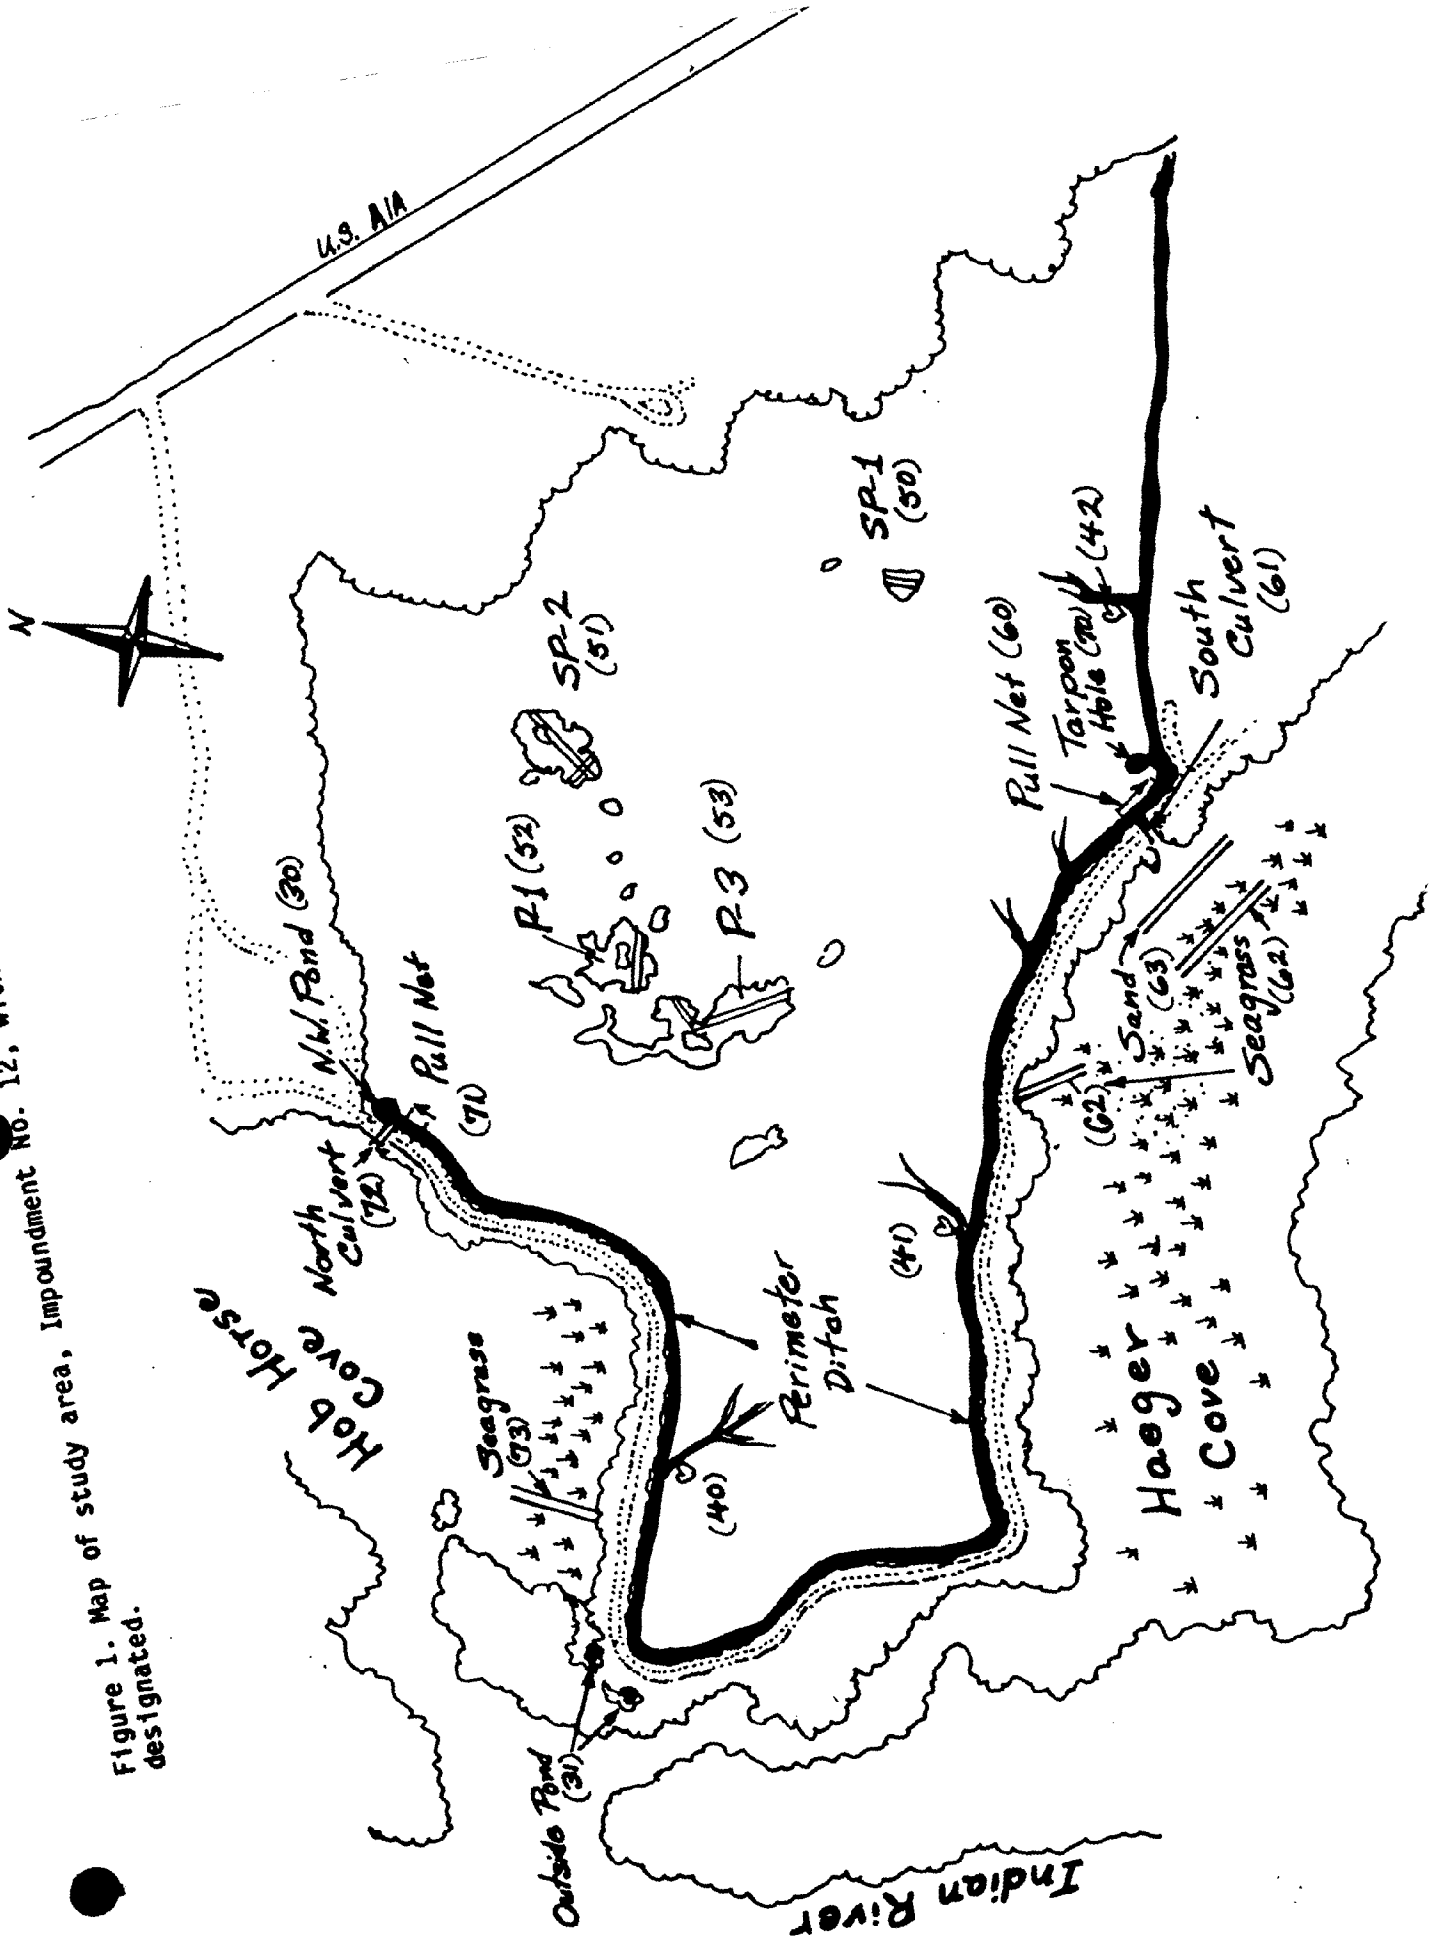 Figure 1. Map of study area, Impoundment No. 12,
designated.
N
U.S. A1A
N.W. Pond (30)
Pull Net
(71)
North
Culvert
(72)
Hob Horse
Cove
Seagrass
(73)
Outside Pond
(31)
Indian River
SP-2
(51)
P-1 (52)
P-3 (53)
SP-1
(50)
(40)
Perimeter
Ditch
(41)
Pull Net (60)
Tarpon
Hole (70)
(42)
South
Culvert
(61)
Sand
(63)
Seagrass
(62)
(62)
Haeger
Cove